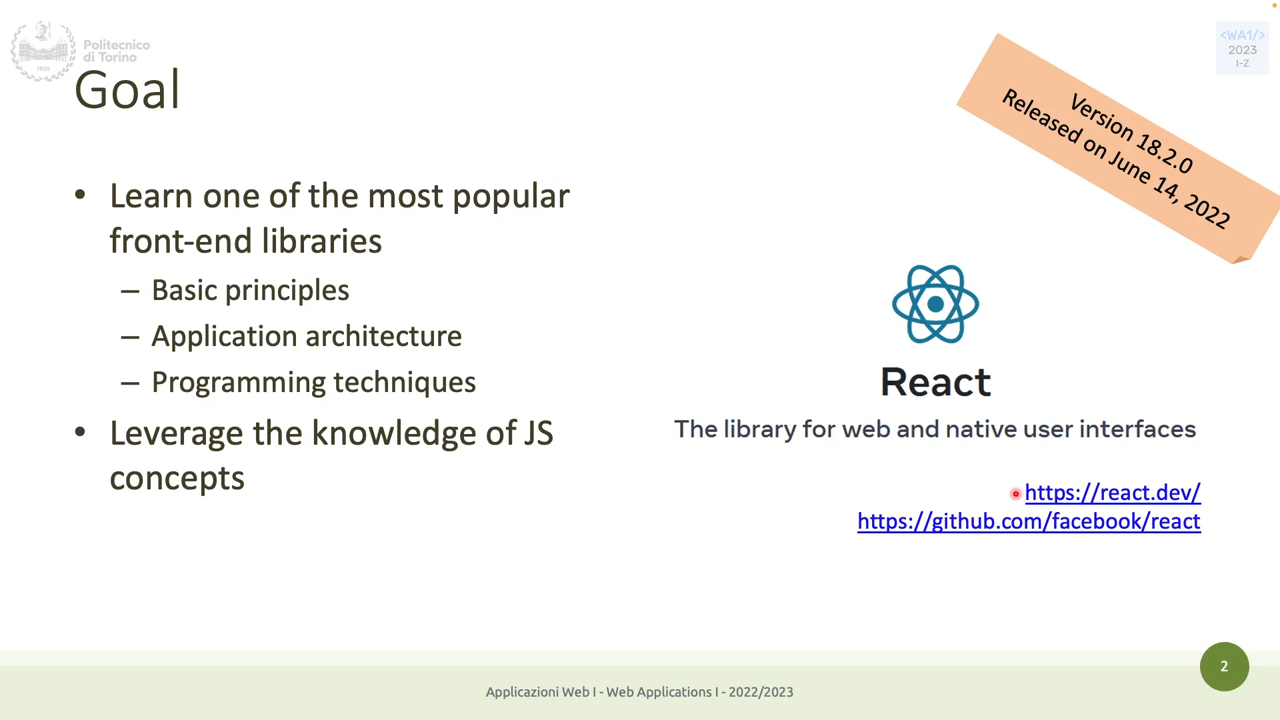 Politecnico
di Torino
1859
<WA1/>
2023
I-Z
Goal
Version 18.2.0
Released on June 14, 2022
• Learn one of the most popular
front-end libraries
– Basic principles
– Application architecture
– Programming techniques
• Leverage the knowledge of JS
concepts
React
The library for web and native user interfaces
https://react.dev/
https://github.com/facebook/react
2
Applicazioni Web I - Web Applications I - 2022/2023